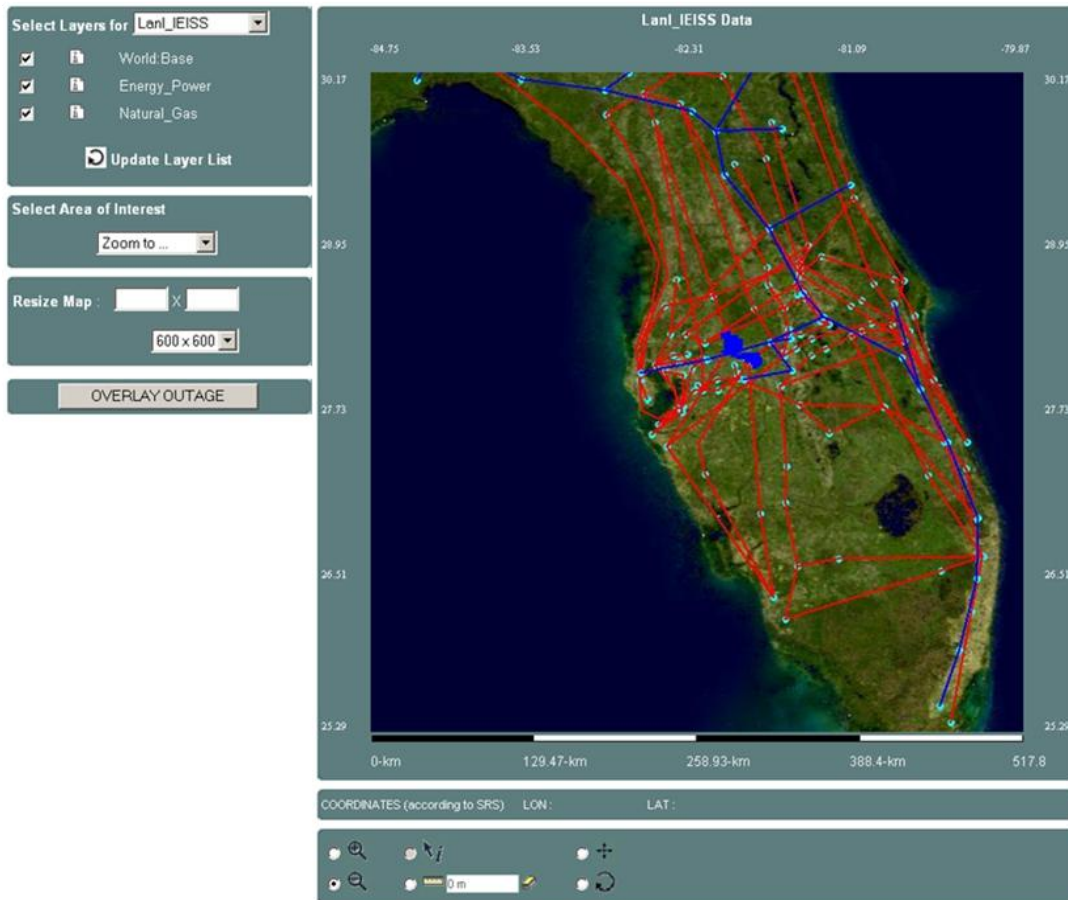 Select Layers for Lanl_IEISS
World:Base
Energy_Power
Natural_Gas
Update Layer List
Select Area of Interest
Zoom to ...
Resize Map : X
600 x 600
OVERLAY OUTAGE
Lanl_IEISS Data
-84.75 -83.53 -82.31 -81.09 -79.87
30.17 30.17
28.95 28.95
27.73 27.73
26.51 26.51
25.29 25.29
0-km 129.47-km 258.93-km 388.4-km 517.8
COORDINATES (according to SRS) LON : LAT :
0 m